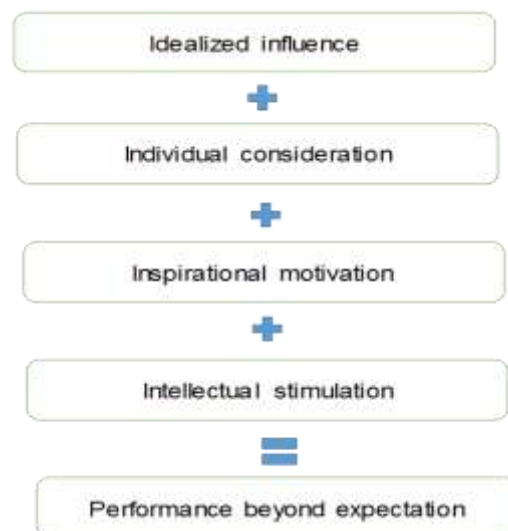 Idealized influence
+
Individual consideration
+
Inspirational motivation
+
Intellectual stimulation
=
Performance beyond expectation